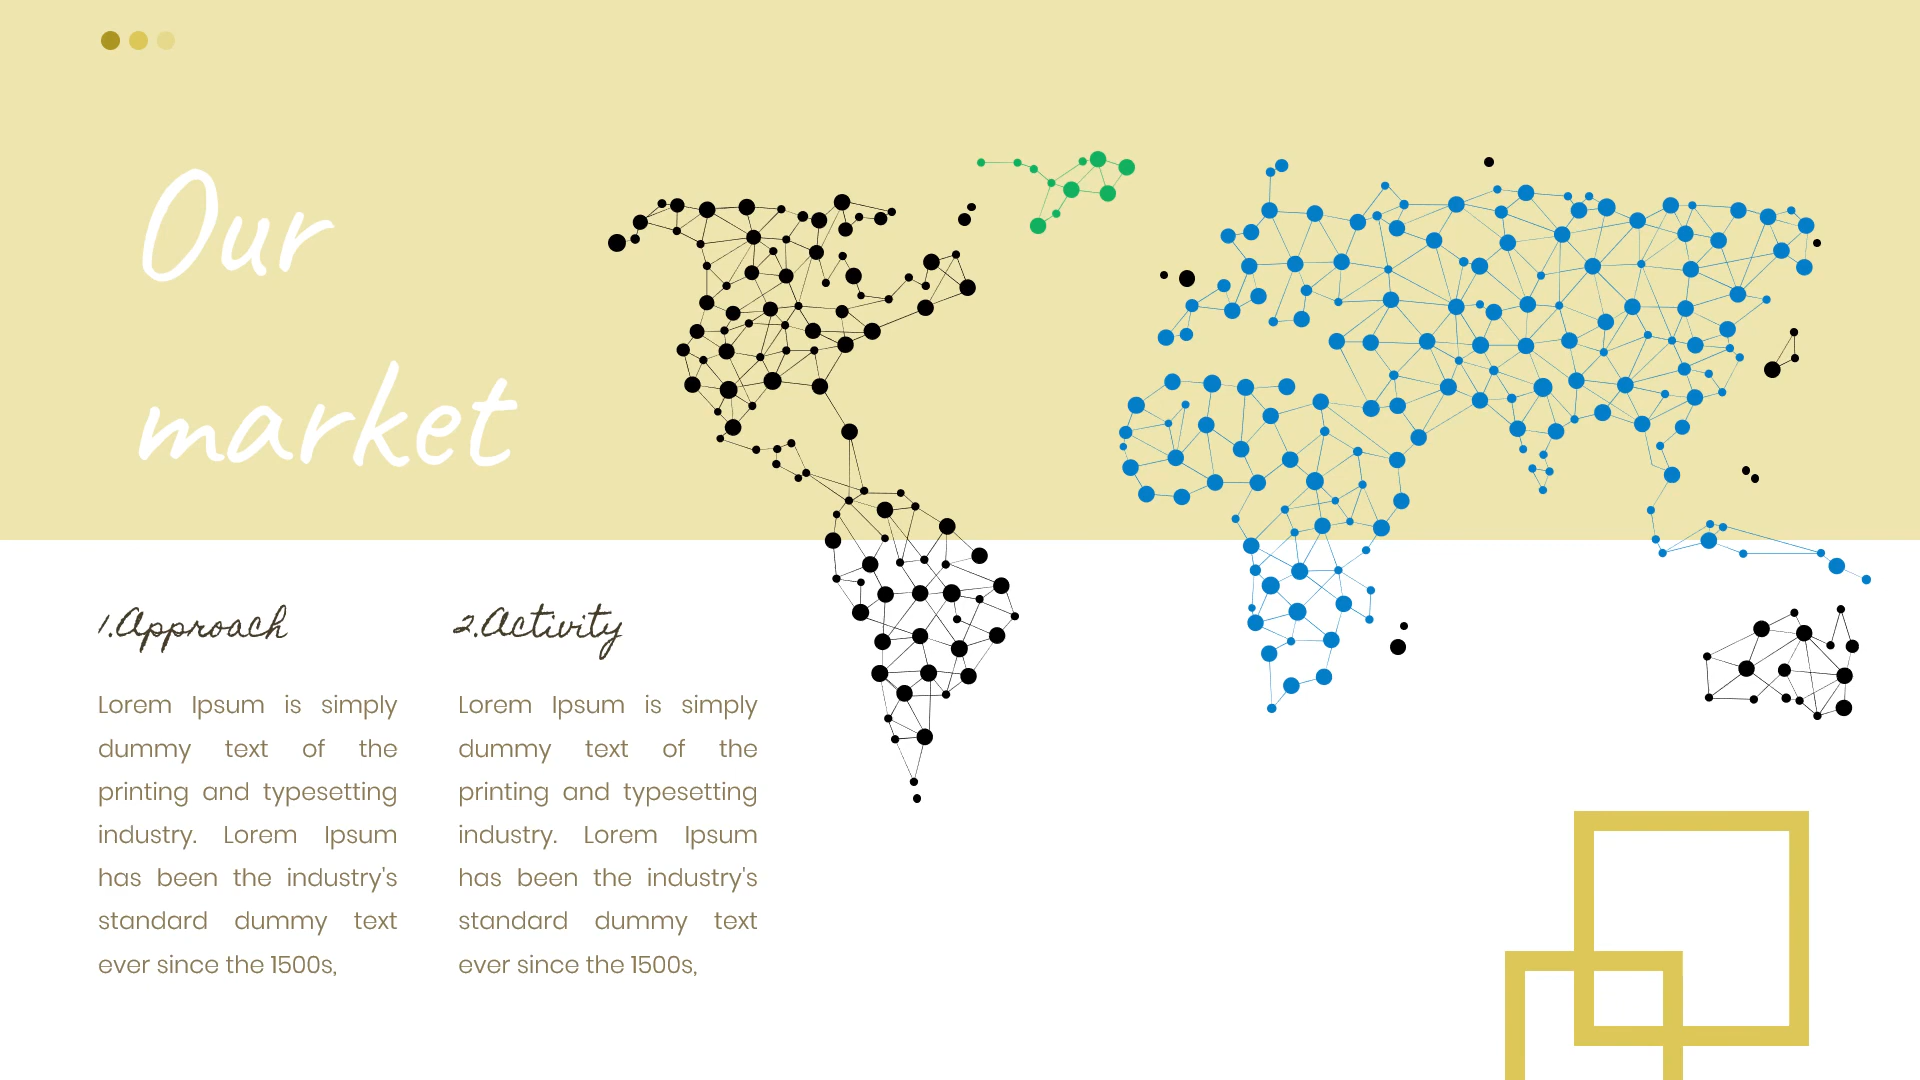 Our
market
1.Approach
Lorem Ipsum is simply
dummy text of the
printing and typesetting
industry. Lorem Ipsum
has been the industry's
standard dummy text
ever since the 1500s,
2.Activity
Lorem Ipsum is simply
dummy text of the
printing and typesetting
industry. Lorem Ipsum
has been the industry's
standard dummy text
ever since the 1500s,